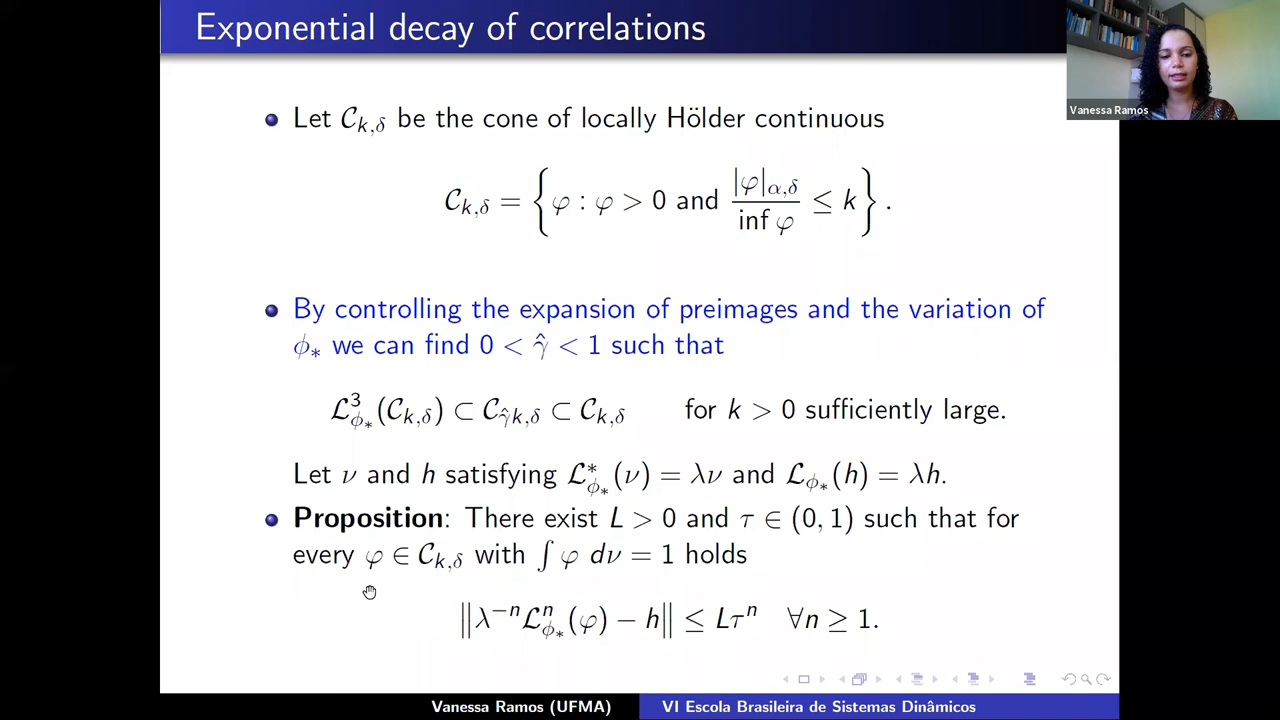 Exponential decay of correlations
Vanessa Ramos
Let 𝒞_{k,δ} be the cone of locally Hölder continuous
𝒞_{k,δ} = { φ : φ > 0 and |φ|_{α,δ} / inf φ ≤ k } .
By controlling the expansion of preimages and the variation of
ϕ_* we can find 0 < γ̂ < 1 such that
ℒ³_{ϕ_*}(𝒞_{k,δ}) ⊂ 𝒞_{γ̂k,δ} ⊂ 𝒞_{k,δ} for k > 0 sufficiently large.
Let ν and h satisfying ℒ*_{ϕ_*}(ν) = λν and ℒ_{ϕ_*}(h) = λh.
Proposition: There exist L > 0 and τ ∈ (0, 1) such that for
every φ ∈ 𝒞_{k,δ} with ∫ φ dν = 1 holds
‖λ⁻ⁿℒⁿ_{ϕ_*}(φ) − h‖ ≤ Lτⁿ ∀n ≥ 1.
Vanessa Ramos (UFMA) VI Escola Brasileira de Sistemas Dinâmicos